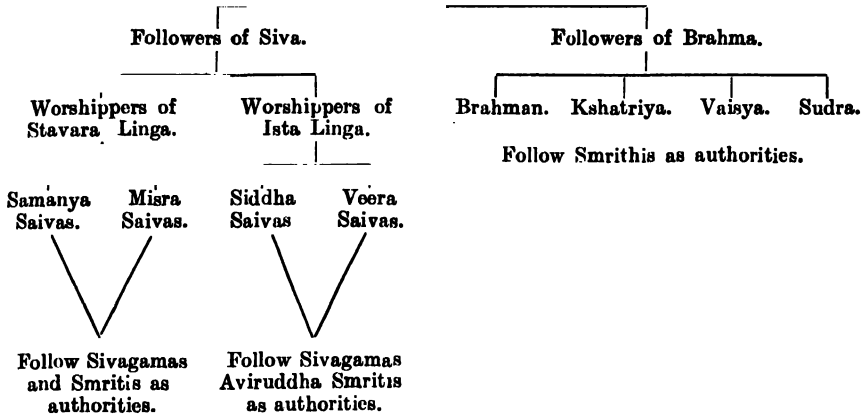 Followers of Siva.
Followers of Brahma.
Worshippers of
Stavara Linga.
Worshippers of
Ista Linga.
Brahman. Kshatriya. Vaisya. Sudra.
Follow Smrithis as authorities.
Samanya
Saivas.
Misra
Saivas.
Siddha
Saivas
Veera
Saivas.
Follow Sivagamas
and Smritis as
authorities.
Follow Sivagamas
Aviruddha Smritis
as authorities.